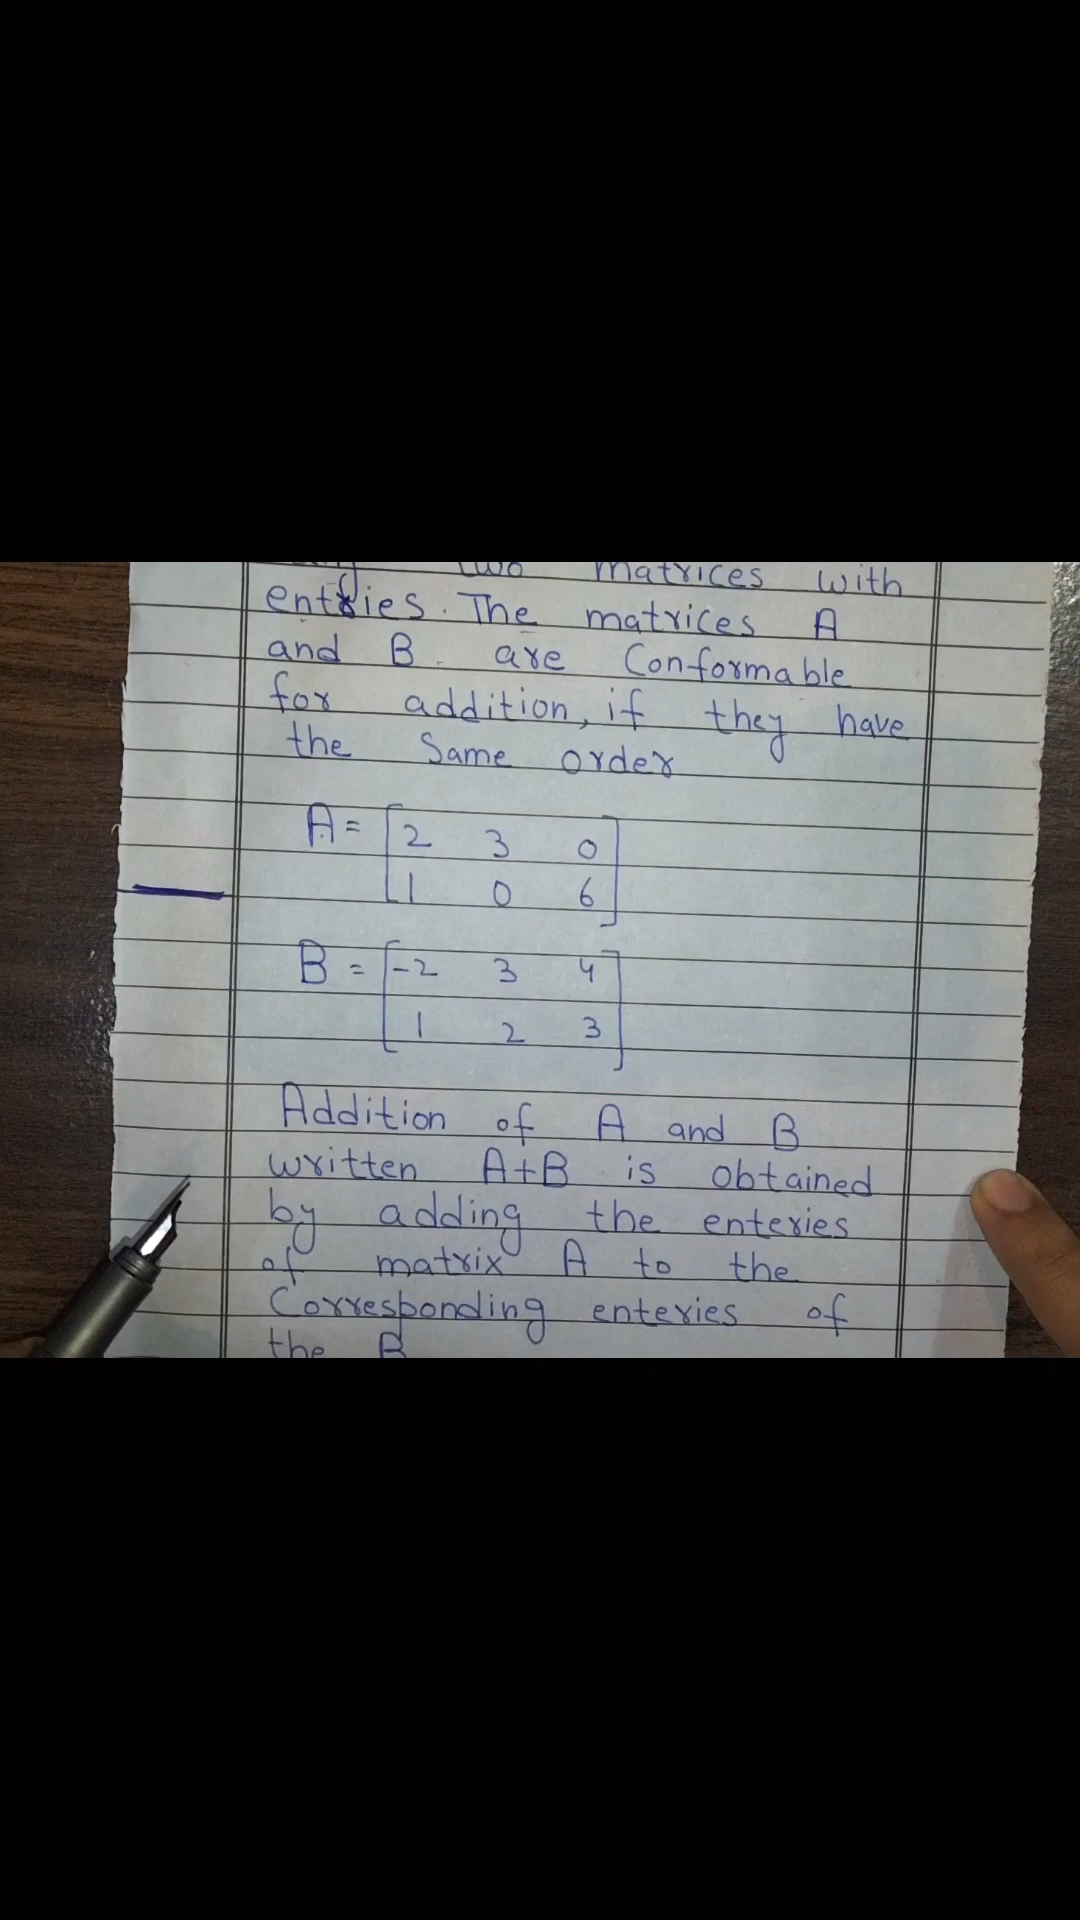 two matrices with
entries. The matrices A
and B are Conformable
for addition, if they have
the Same order
A = [2 3 0
1 0 6]
B = [-2 3 4
1 2 3]
Addition of A and B
written A+B is obtained
by adding the enteries
of matrix A to the
Corresponding enteries of
the B